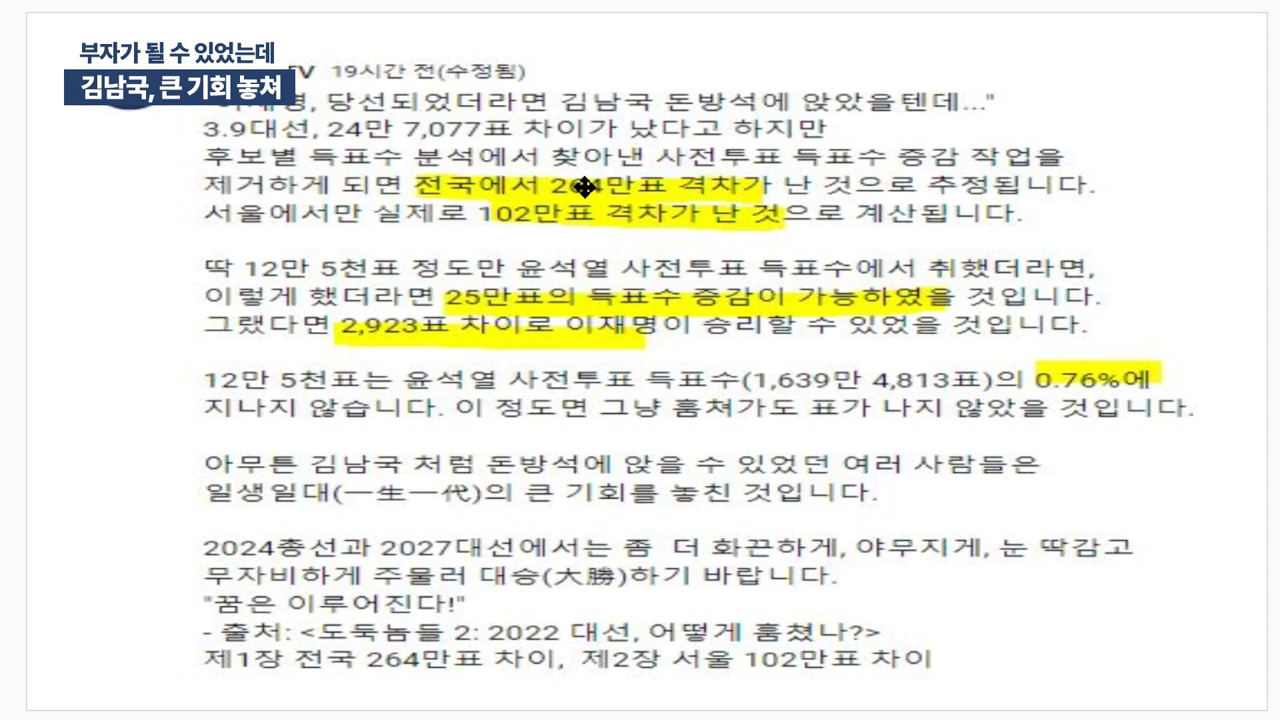 부자가 될 수 있었는데
김남국, 큰 기회 놓쳐
TV 19시간 전(수정됨)
당선되었더라면 김남국 돈방석에 앉았을텐데..."
3.9대선, 24만 7,077표 차이가 났다고 하지만
후보별 득표수 분석에서 찾아낸 사전투표 득표수 증감 작업을
제거하게 되면 전국에서 264만표 격차가 난 것으로 추정됩니다.
서울에서만 실제로 102만표 격차가 난 것으로 계산됩니다.
딱 12만 5천표 정도만 윤석열 사전투표 득표수에서 취했더라면,
이렇게 했더라면 25만표의 득표수 증감이 가능하였을 것입니다.
그랬다면 2,923표 차이로 이재명이 승리할 수 있었을 것입니다.
12만 5천표는 윤석열 사전투표 득표수(1,639만 4,813표)의 0.76%에
지나지 않습니다. 이 정도면 그냥 훔쳐가도 표가 나지 않았을 것입니다.
아무튼 김남국 처럼 돈방석에 앉을 수 있었던 여러 사람들은
일생일대(一生一代)의 큰 기회를 놓친 것입니다.
2024총선과 2027대선에서는 좀 더 화끈하게, 야무지게, 눈 딱감고
무자비하게 주물러 대승(大勝)하기 바랍니다.
"꿈은 이루어진다!"
- 출처: <도둑놈들 2: 2022 대선, 어떻게 훔쳤나?>
제1장 전국 264만표 차이, 제2장 서울 102만표 차이